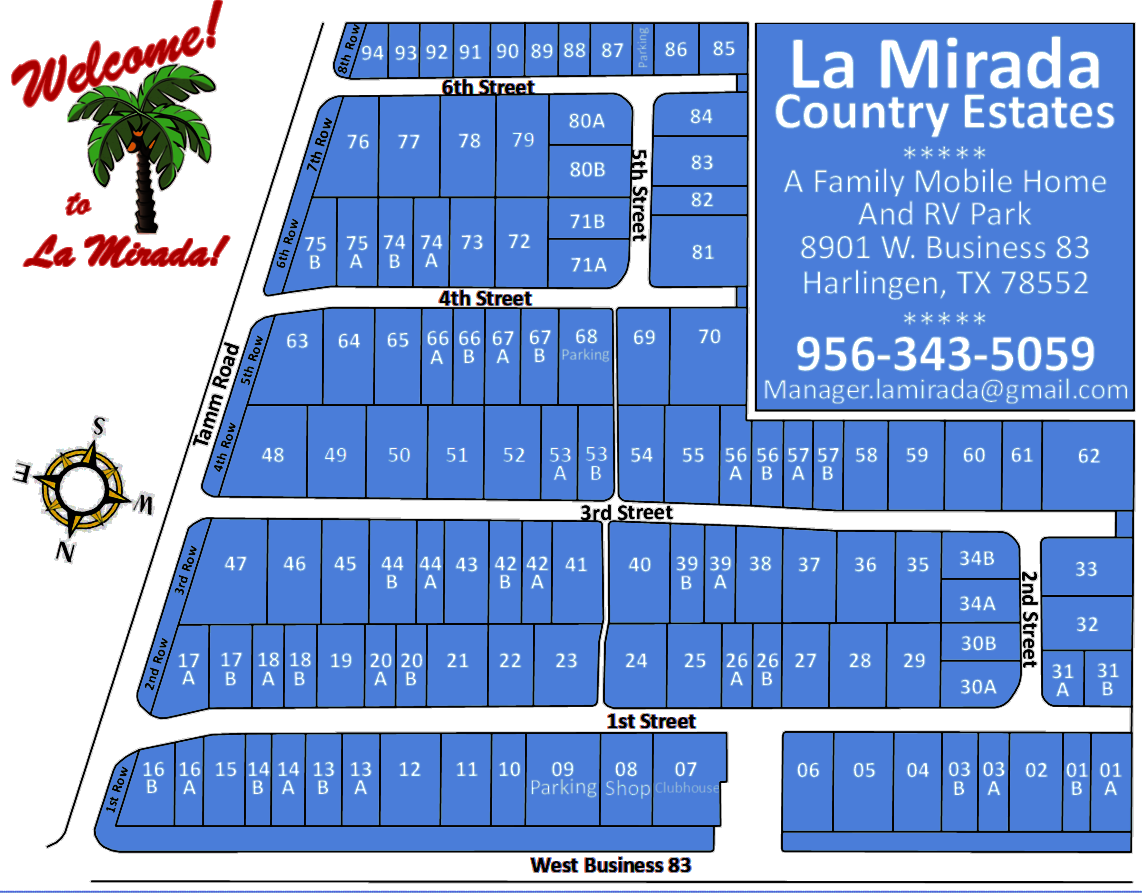 Welcome!
to
La Mirada!
La Mirada
Country Estates
*****
A Family Mobile Home
And RV Park
8901 W. Business 83
Harlingen, TX 78552
*****
956-343-5059
Manager.lamirada@gmail.com
8th Row 94 93 92 91 90 89 88 87 Parking 86 85
6th Street
7th Row 76 77 78 79 80A 84
80B 83
82
5th Street
6th Row 75 B 75 A 74 B 74 A 73 72 71B 81
71A
4th Street
5th Row 63 64 65 66 A 66 B 67 A 67 B 68 Parking 69 70
Tamm Road
4th Row 48 49 50 51 52 53 A 53 B 54 55 56 A 56 B 57 A 57 B 58 59 60 61 62
S
E
W
N
3rd Street
3rd Row 47 46 45 44 B 44 A 43 42 B 42 A 41 40 39 B 39 A 38 37 36 35 34B 33
34A 32
2nd Street
2nd Row 17 A 17 B 18 A 18 B 19 20 A 20 B 21 22 23 24 25 26 A 26 B 27 28 29 30B 31 A 31 B
30A
1st Street
1st Row 16 B 16 A 15 14 B 14 A 13 B 13 A 12 11 10 09 Parking 08 Shop 07 Clubhouse 06 05 04 03 B 03 A 02 01 B 01 A
West Business 83